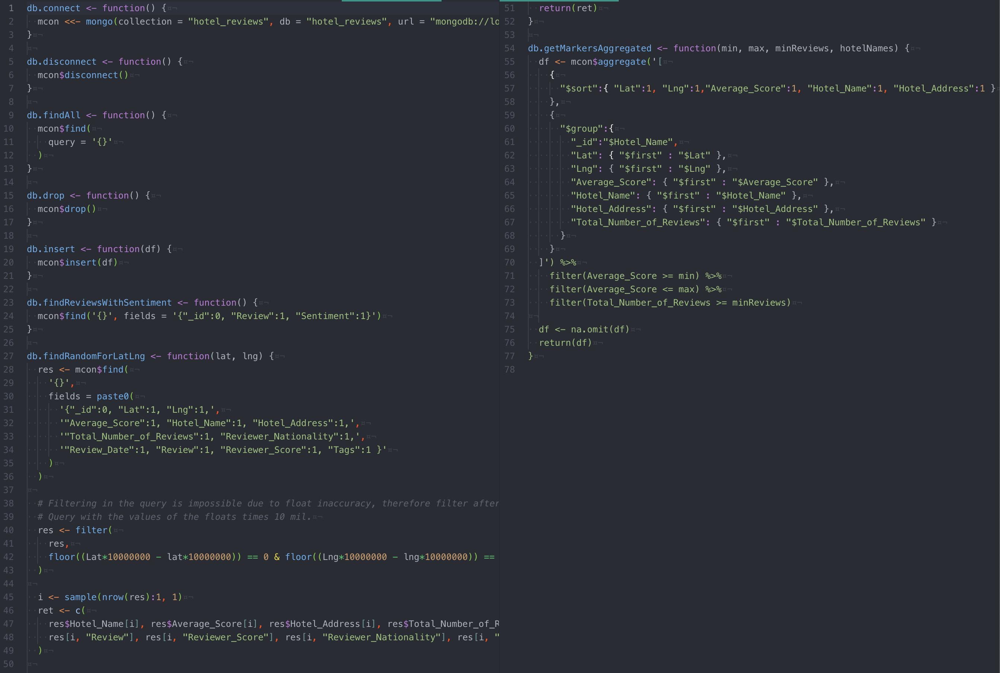 1 db.connect <- function() {
2 mcon <<- mongo(collection = "hotel_reviews", db = "hotel_reviews", url = "mongodb://lo
3 }
4
5 db.disconnect <- function() {
6 mcon$disconnect()
7 }
8
9 db.findAll <- function() {
10 mcon$find(
11 query = '{}'
12 )
13 }
14
15 db.drop <- function() {
16 mcon$drop()
17 }
18
19 db.insert <- function(df) {
20 mcon$insert(df)
21 }
22
23 db.findReviewsWithSentiment <- function() {
24 mcon$find('{}', fields = '{"_id":0, "Review":1, "Sentiment":1}')
25 }
26
27 db.findRandomForLatLng <- function(lat, lng) {
28 res <- mcon$find(
29 '{}',
30 fields = paste0(
31 '{"_id":0, "Lat":1, "Lng":1,',
32 '"Average_Score":1, "Hotel_Name":1, "Hotel_Address":1,',
33 '"Total_Number_of_Reviews":1, "Reviewer_Nationality":1,',
34 '"Review_Date":1, "Review":1, "Reviewer_Score":1, "Tags":1 }'
35 )
36 )
37
38 # Filtering in the query is impossible due to float inaccuracy, therefore filter after
39 # Query with the values of the floats times 10 mil.
40 res <- filter(
41 res,
42 floor((Lat*10000000 - lat*10000000)) == 0 & floor((Lng*10000000 - lng*10000000)) ==
43 )
44
45 i <- sample(nrow(res):1, 1)
46 ret <- c(
47 res$Hotel_Name[i], res$Average_Score[i], res$Hotel_Address[i], res$Total_Number_of_R
48 res[i, "Review"], res[i, "Reviewer_Score"], res[i, "Reviewer_Nationality"], res[i, "
49 )
50
51 return(ret)
52 }
53
54 db.getMarkersAggregated <- function(min, max, minReviews, hotelNames) {
55 df <- mcon$aggregate('[
56 {
57 "$sort":{ "Lat":1, "Lng":1,"Average_Score":1, "Hotel_Name":1, "Hotel_Address":1 }
58 },
59 {
60 "$group":{
61 "_id":"$Hotel_Name",
62 "Lat": { "$first" : "$Lat" },
63 "Lng": { "$first" : "$Lng" },
64 "Average_Score": { "$first" : "$Average_Score" },
65 "Hotel_Name": { "$first" : "$Hotel_Name" },
66 "Hotel_Address": { "$first" : "$Hotel_Address" },
67 "Total_Number_of_Reviews": { "$first" : "$Total_Number_of_Reviews" }
68 }
69 }
70 ]') %>%
71 filter(Average_Score >= min) %>%
72 filter(Average_Score <= max) %>%
73 filter(Total_Number_of_Reviews >= minReviews)
74
75 df <- na.omit(df)
76 return(df)
77 }
78